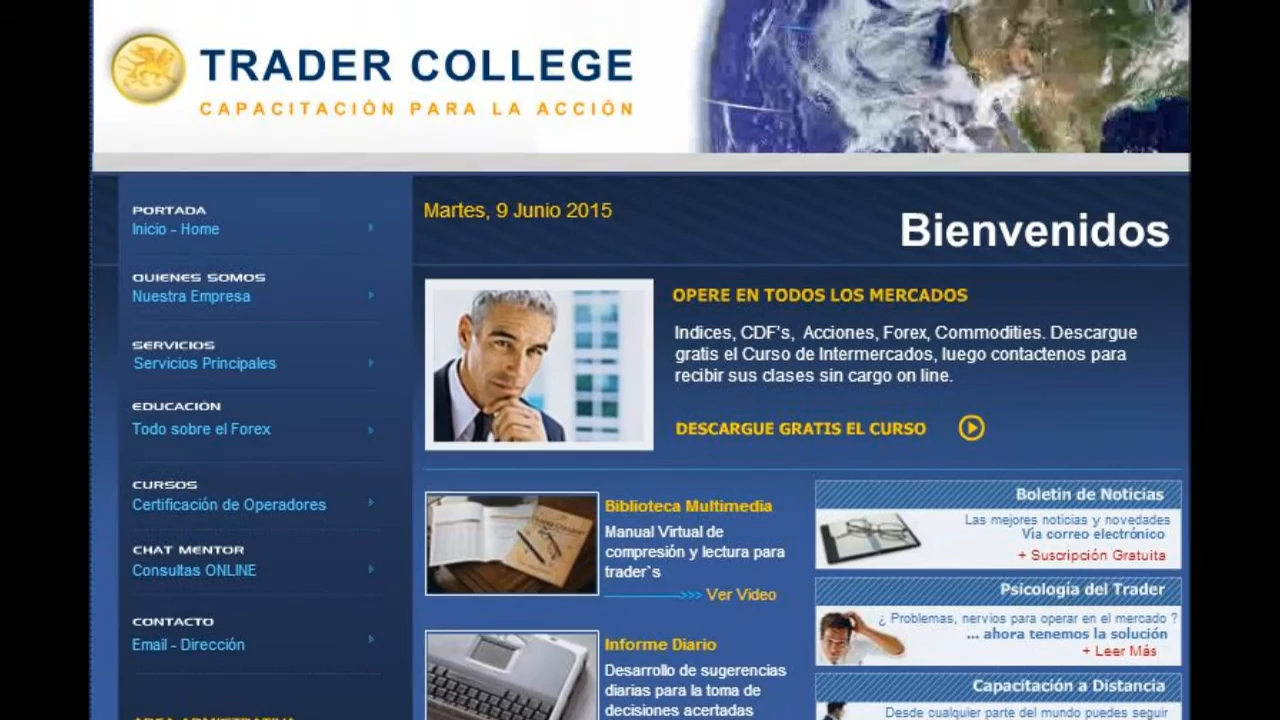 TRADER COLLEGE
CAPACITACIÓN PARA LA ACCIÓN
PORTADA
Inicio - Home
QUIENES SOMOS
Nuestra Empresa
SERVICIOS
Servicios Principales
EDUCACIÓN
Todo sobre el Forex
CURSOS
Certificación de Operadores
CHAT MENTOR
Consultas ONLINE
CONTACTO
Email - Dirección
Martes, 9 Junio 2015
Bienvenidos
OPERE EN TODOS LOS MERCADOS
Indices, CDF's, Acciones, Forex, Commodities. Descargue
gratis el Curso de Intermercados, luego contactenos para
recibir sus clases sin cargo on line.
DESCARGUE GRATIS EL CURSO
Biblioteca Multimedia
Manual Virtual de
compresión y lectura para
trader`s
>>> Ver Video
Informe Diario
Desarrollo de sugerencias
diarias para la toma de
decisiones acertadas
Boletin de Noticias
Las mejores noticias y novedades
Vía correo electrónico
+ Suscripción Gratuita
Psicología del Trader
¿ Problemas, nervios para operar en el mercado ?
... ahora tenemos la solución
+ Leer Más
Capacitación a Distancia
Desde cualquier parte del mundo puedes seguir